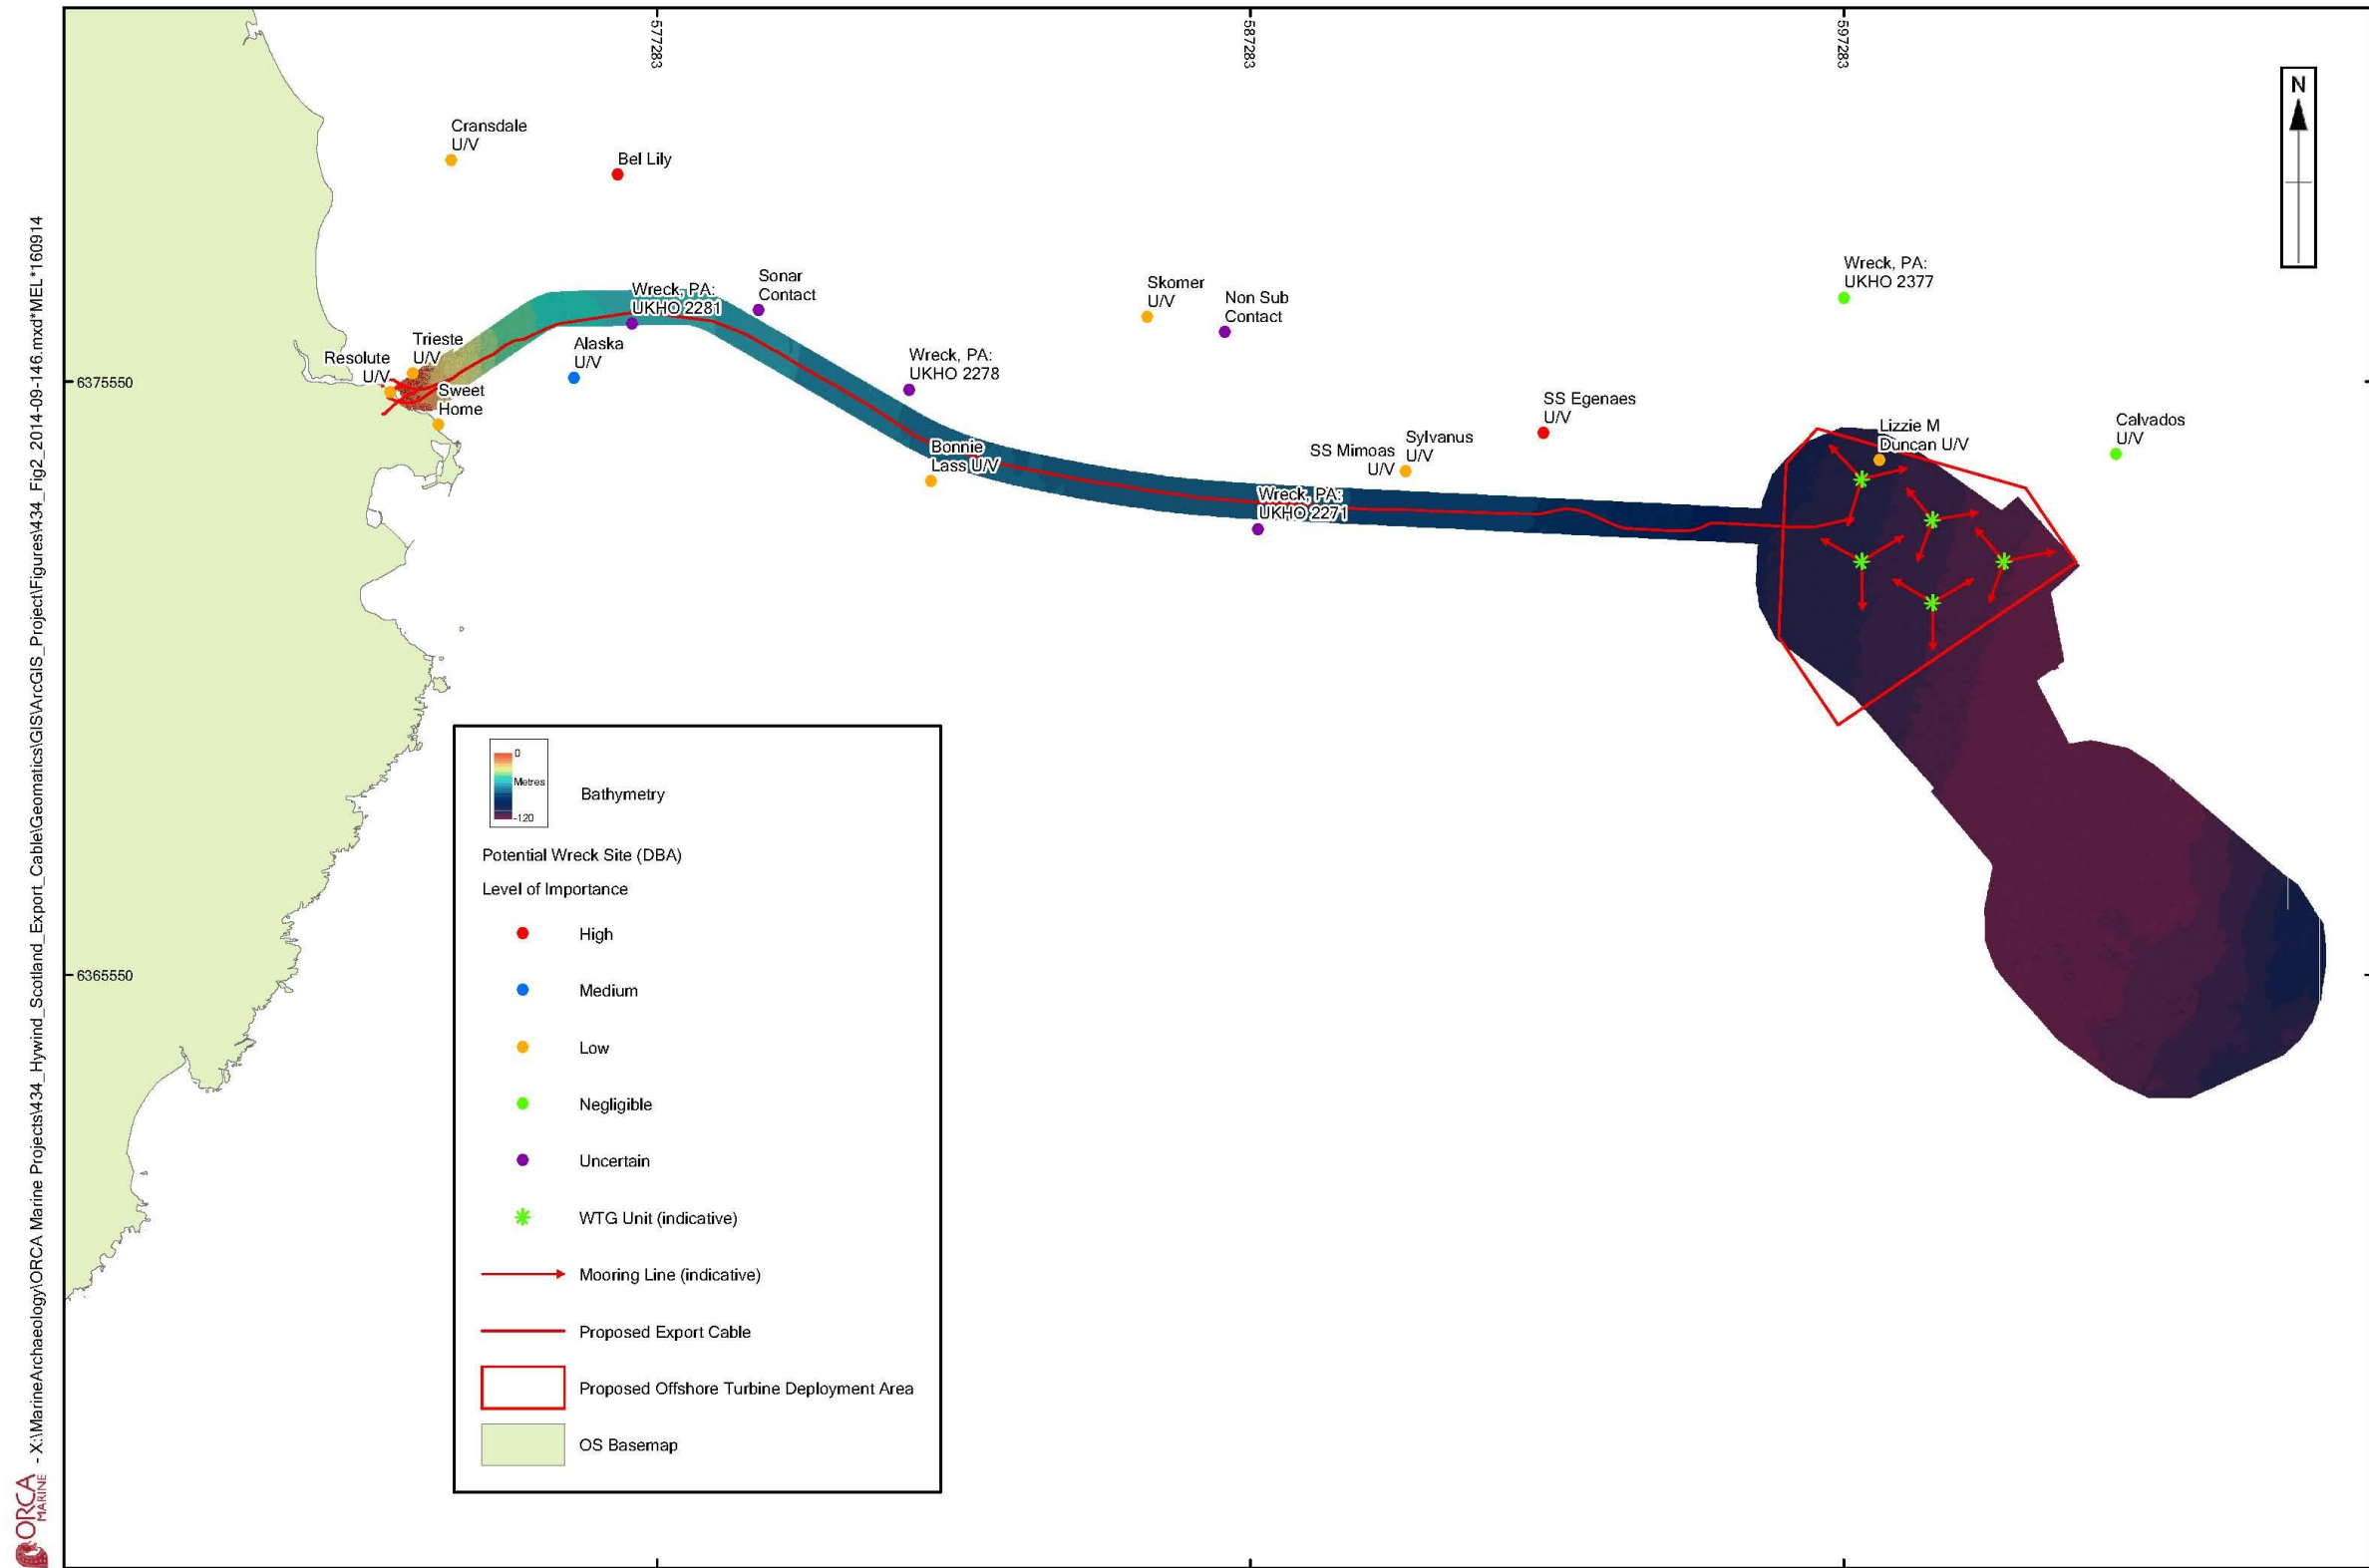 577283
587283
597283
N
Cransdale
U/V
Bel Lily
Wreck, PA:
UKHO 2281
Sonar
Contact
Skomer
U/V
Non Sub
Contact
Wreck, PA:
UKHO 2377
Trieste
U/V
Resolute
U/V
Alaska
U/V
Wreck, PA:
UKHO 2278
6375550
Sweet
Home
SS Egenaes
U/V
Lizzie M
Duncan U/V
Calvados
U/V
Bonnie
Lass U/V
SS Mimoas
U/V
Sylvanus
U/V
Wreck, PA:
UKHO 2271
6365550
0
Metres
-120
Bathymetry
Potential Wreck Site (DBA)
Level of Importance
High
Medium
Low
Negligible
Uncertain
WTG Unit (indicative)
Mooring Line (indicative)
Proposed Export Cable
Proposed Offshore Turbine Deployment Area
OS Basemap
ORCA
MARINE
- X:\MarineArchaeology\ORCA Marine Projects\434_Hywind_Scotland_Export_Cable\Geomatics\GIS\ArcGIS_Project\Figures\434_Fig2_2014-09-146.mxd*MEL*160914